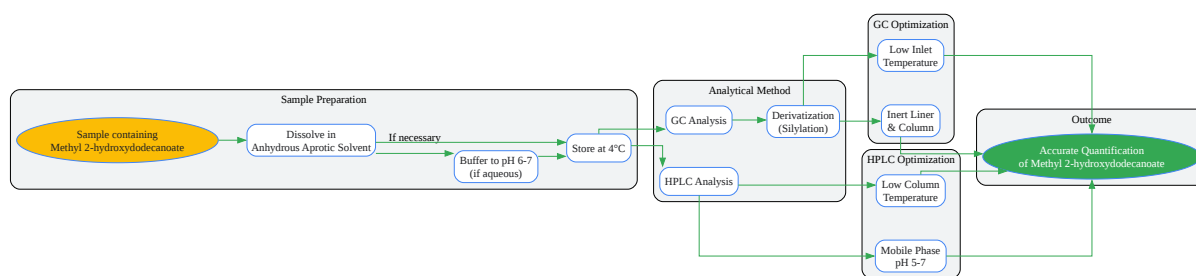 GC Optimization
Low Inlet
Temperature
Inert Liner
& Column
Sample Preparation
Sample containing
Methyl 2-hydroxydodecanoate
Dissolve in
Anhydrous Aprotic Solvent
If necessary
Buffer to pH 6-7
(if aqueous)
Store at 4°C
Analytical Method
GC Analysis
Derivatization
(Silylation)
HPLC Analysis
HPLC Optimization
Low Column
Temperature
Mobile Phase
pH 5-7
Outcome
Accurate Quantification
of Methyl 2-hydroxydodecanoate